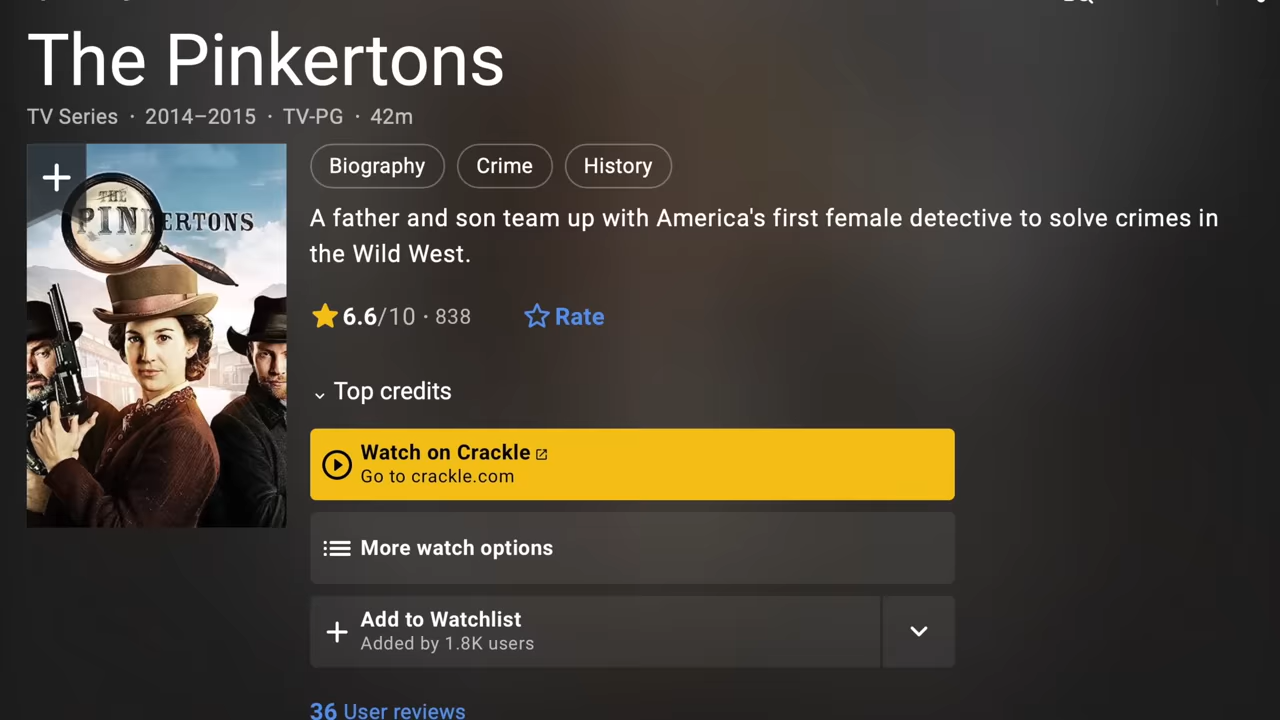 The Pinkertons
TV Series · 2014–2015 · TV-PG · 42m
THE
PINKERTONS
Biography
Crime
History
A father and son team up with America's first female detective to solve crimes in
the Wild West.
6.6/10 · 838
Rate
Top credits
Watch on Crackle
Go to crackle.com
More watch options
Add to Watchlist
Added by 1.8K users
36 User reviews